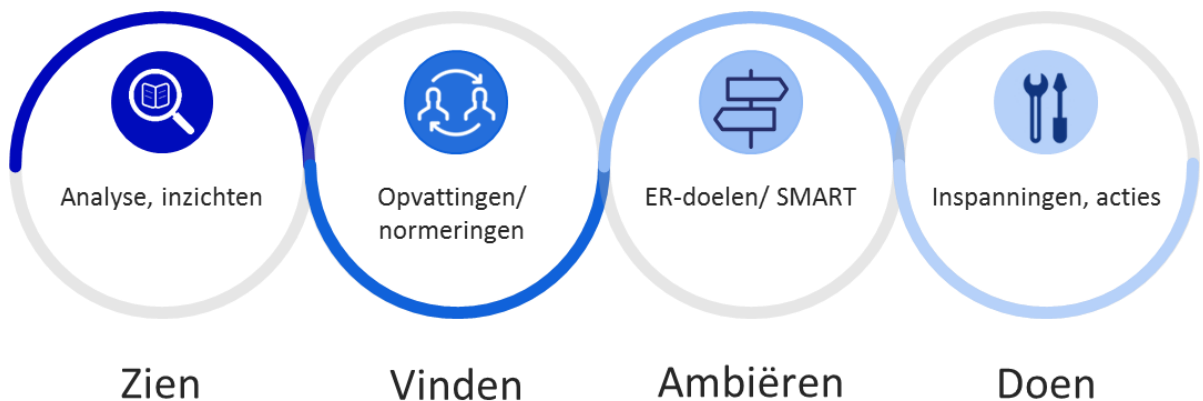 Analyse, inzichten
Opvattingen/
normeringen
ER-doelen/ SMART
Inspanningen, acties
Zien
Vinden
Ambiëren
Doen